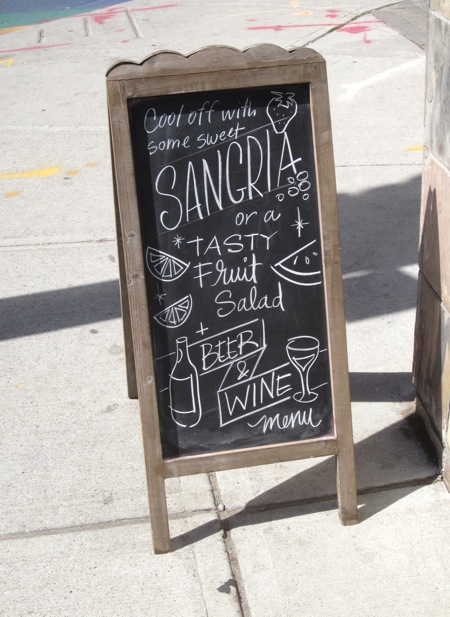 Cool off with
some sweet
SANGRIA
or a
TASTY
Fruit
Salad
+
BEER
&
WINE
menu